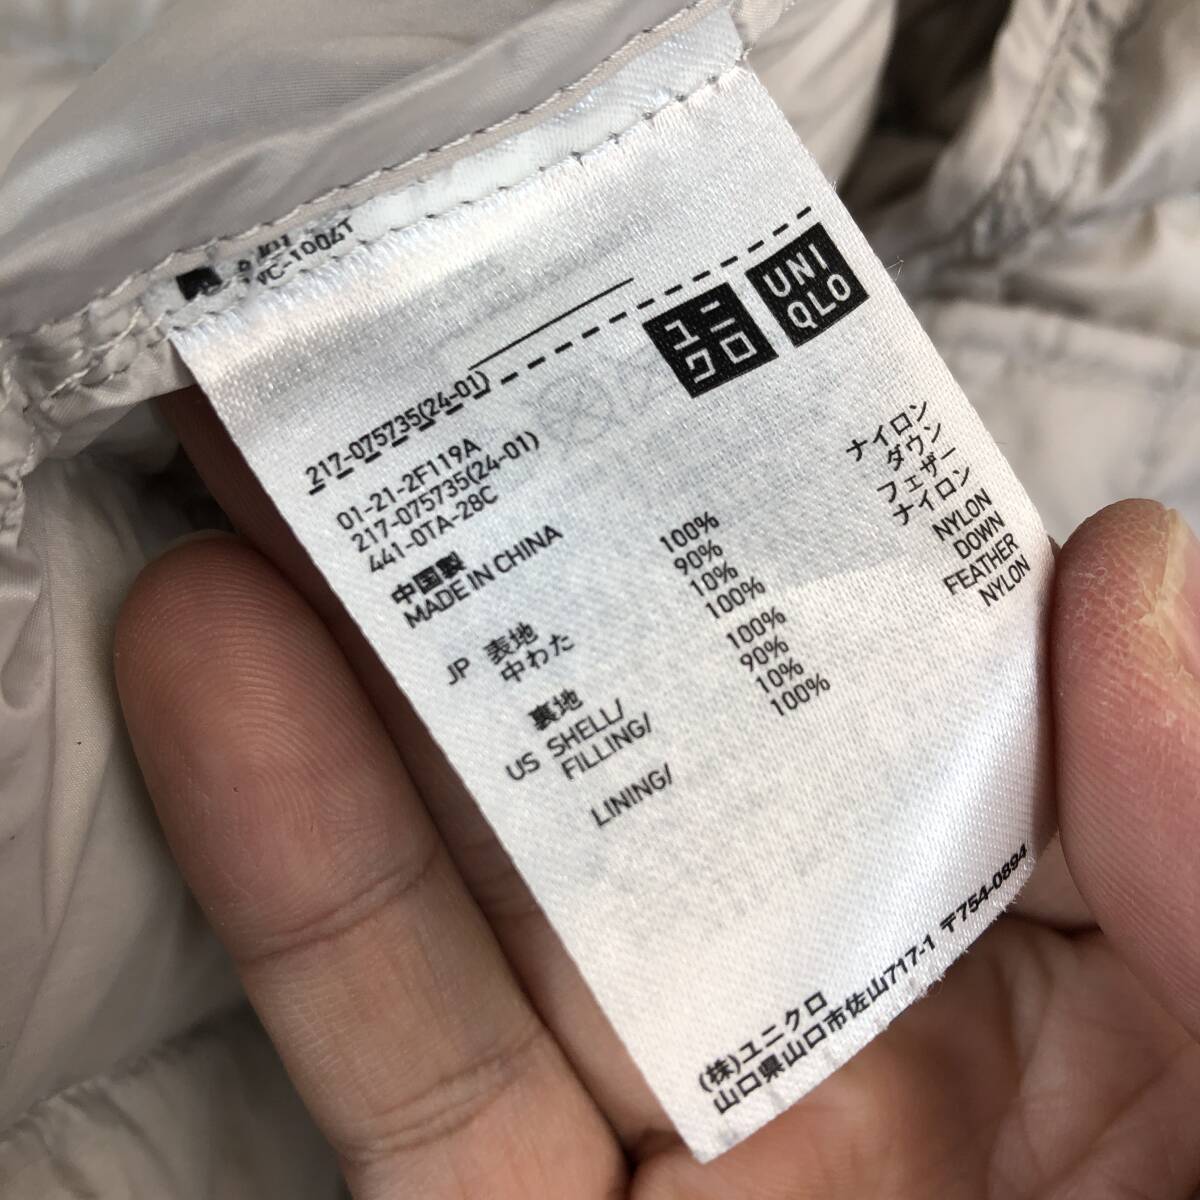 VC-1004T
217-075735(24-01)
ユニ クロ
UNI QLO
01-21-2F119A
217-075735(24-01)
441-0TA-28C
中国製
MADE IN CHINA
JP 表地 100% ナイロン
中わた 90% ダウン
10% フェザー
裏地 100% ナイロン
US SHELL/ 100% NYLON
FILLING/ 90% DOWN
10% FEATHER
LINING/ 100% NYLON
(株)ユニクロ
山口県山口市佐山717-1 〒754-0894